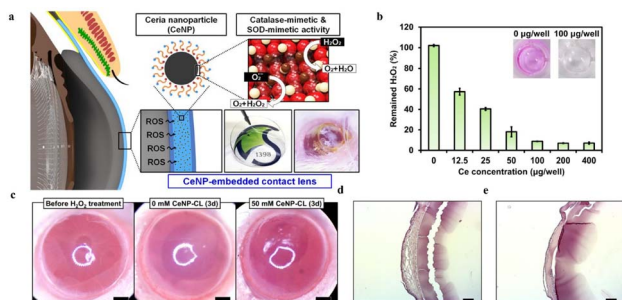 a
Ceria nanoparticle
(CeNP)
Catalase-mimetic &
SOD-mimetic activity
H₂O₂
O₂+H₂O
O₂⁻
O₂+H₂O₂
ROS
ROS
ROS
ROS
CeNP-embedded contact lens
b
0 µg/well
100 µg/well
Remained H₂O₂ (%)
120
100
80
60
40
20
0
0
12.5
25
50
100
200
400
Ce concentration (µg/well)
c
Before H₂O₂ treatment
0 mM CeNP-CL (3d)
50 mM CeNP-CL (3d)
d
e